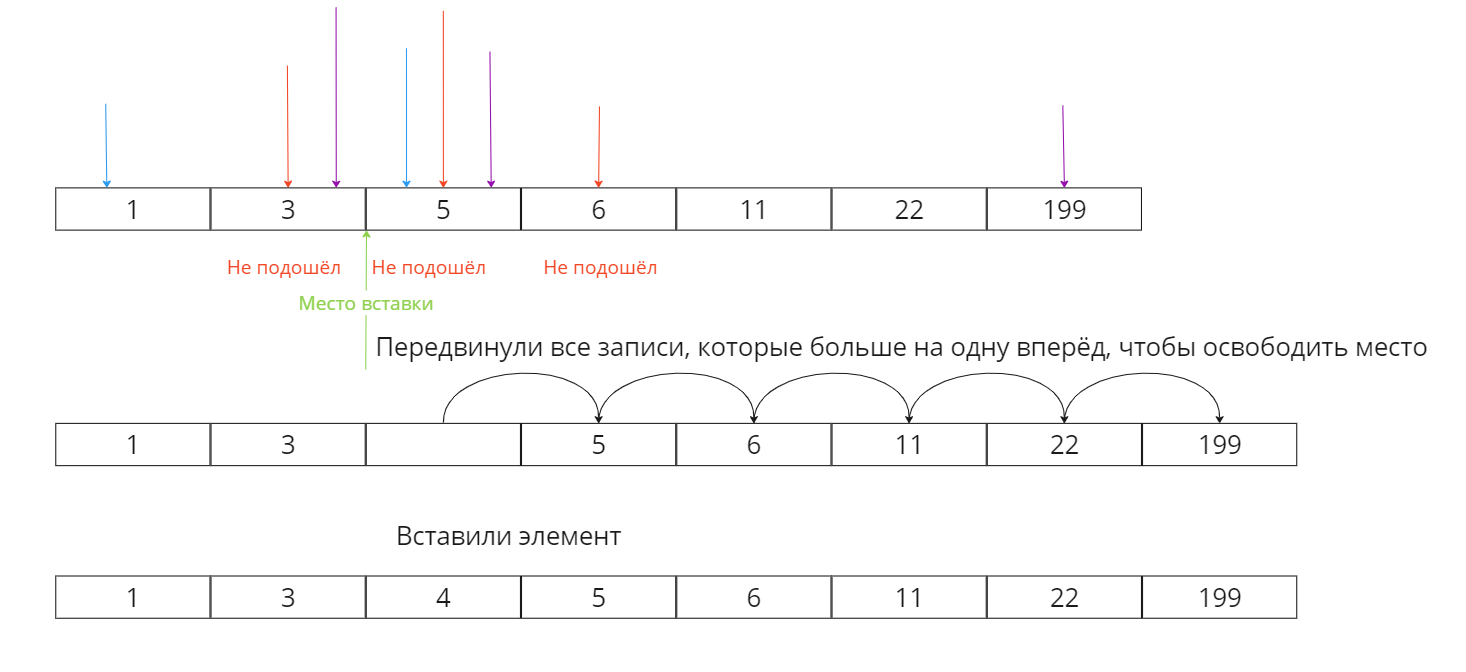 1 3 5 6 11 22 199
Не подошёл Не подошёл Не подошёл
Место вставки
Передвинули все записи, которые больше на одну вперёд, чтобы освободить место
1 3 5 6 11 22 199
Вставили элемент
1 3 4 5 6 11 22 199